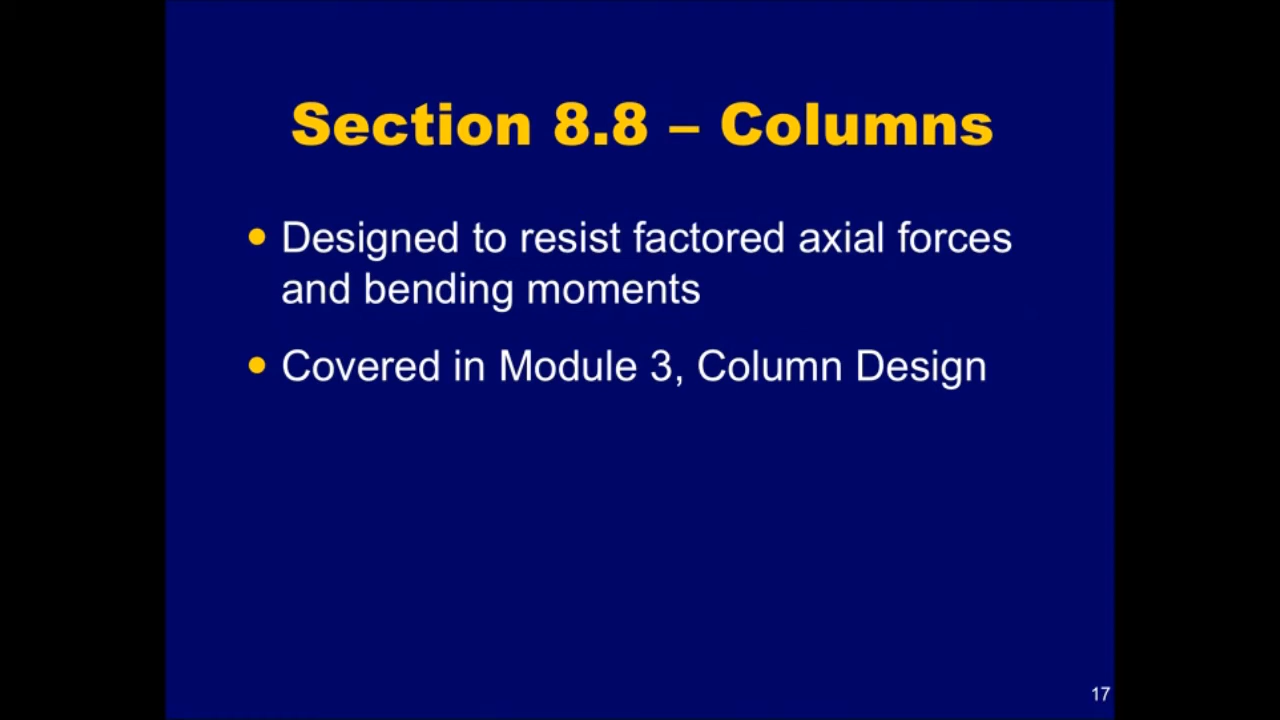 Section 8.8 – Columns
• Designed to resist factored axial forces
and bending moments
• Covered in Module 3, Column Design
17